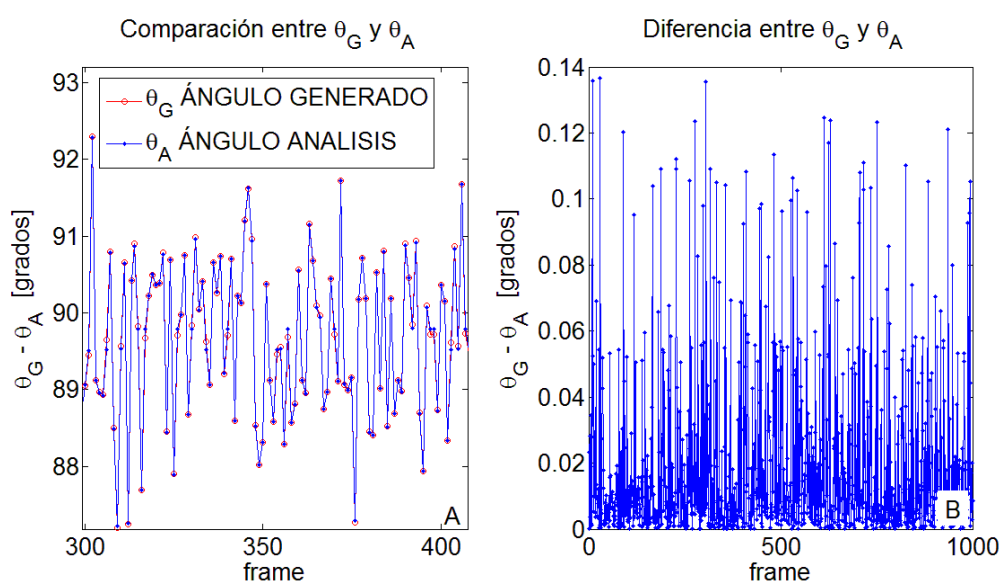 Comparación entre θG y θA
93
92
91
90
89
88
θG - θA [grados]
θG ÁNGULO GENERADO
θA ÁNGULO ANALISIS
A
300
350
400
frame
Diferencia entre θG y θA
0.14
0.12
0.1
0.08
0.06
0.04
0.02
0
θG - θA [grados]
B
0
500
1000
frame